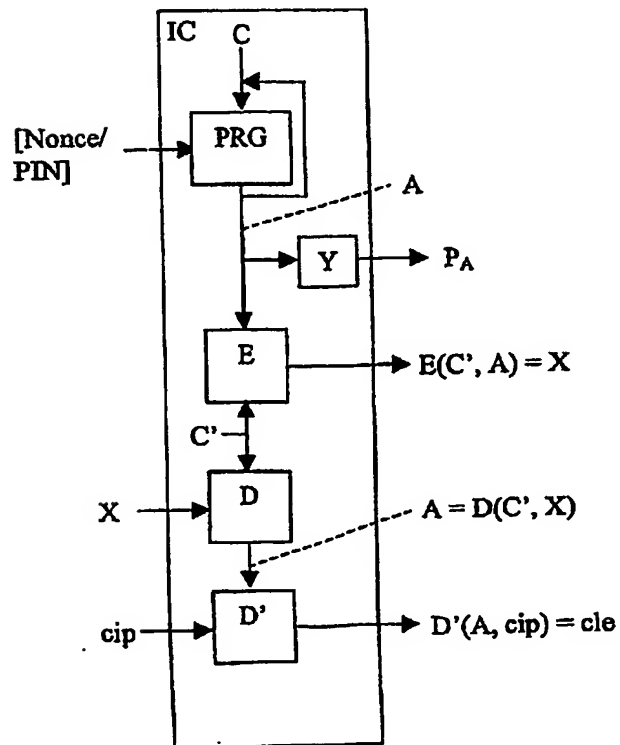 IC C
[Nonce/
PIN]
PRG
A
Y
P_A
E
E(C', A) = X
C'
D
X
A = D(C', X)
D'
cip
D'(A, cip) = cle